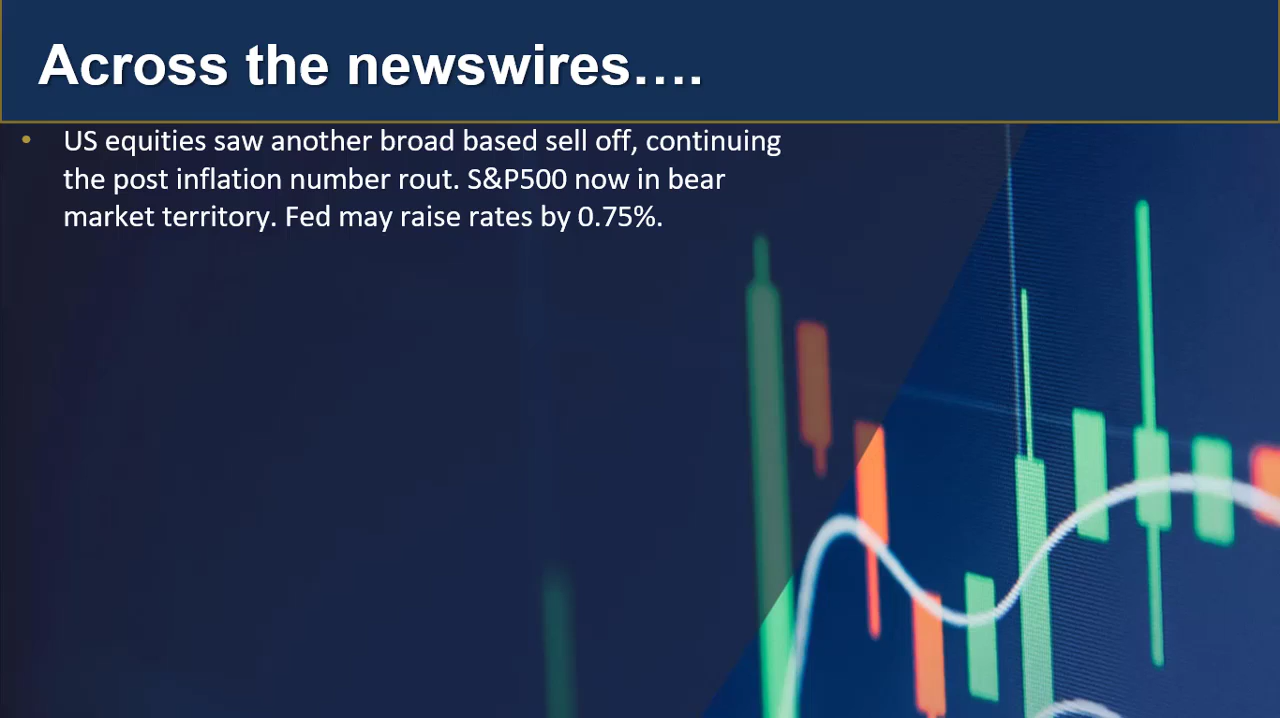 Across the newswires….
• US equities saw another broad based sell off, continuing
the post inflation number rout. S&P500 now in bear
market territory. Fed may raise rates by 0.75%.